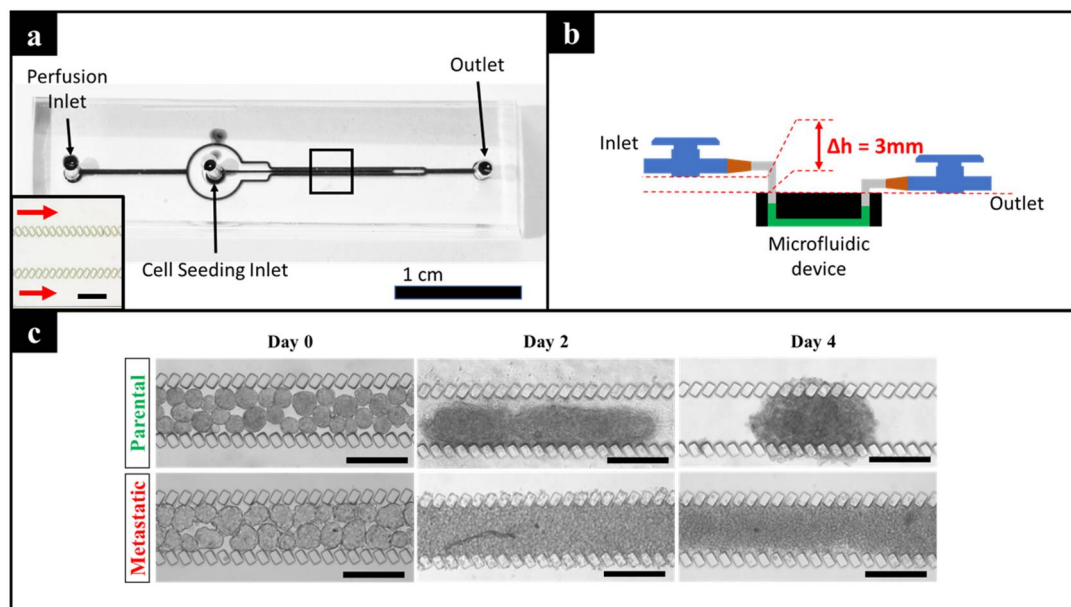 a
Perfusion
Inlet
Outlet
Cell Seeding Inlet
1 cm
b
Inlet
Δh = 3mm
Outlet
Microfluidic
device
c
Day 0
Day 2
Day 4
Parental
Metastatic